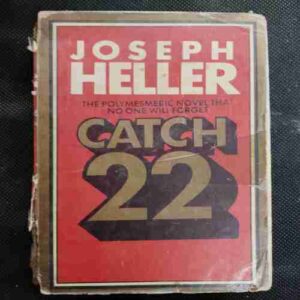 JOSEPH
HELLER
THE POLYMESMERIC NOVEL THAT
NO ONE WILL FORGET
CATCH
22